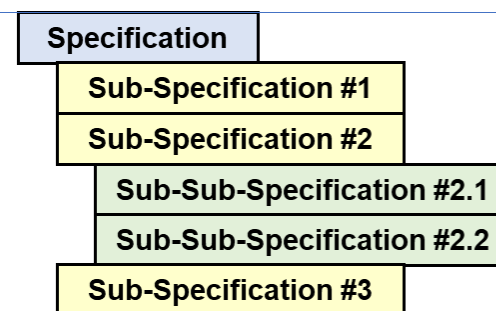 Specification
Sub-Specification #1
Sub-Specification #2
Sub-Sub-Specification #2.1
Sub-Sub-Specification #2.2
Sub-Specification #3